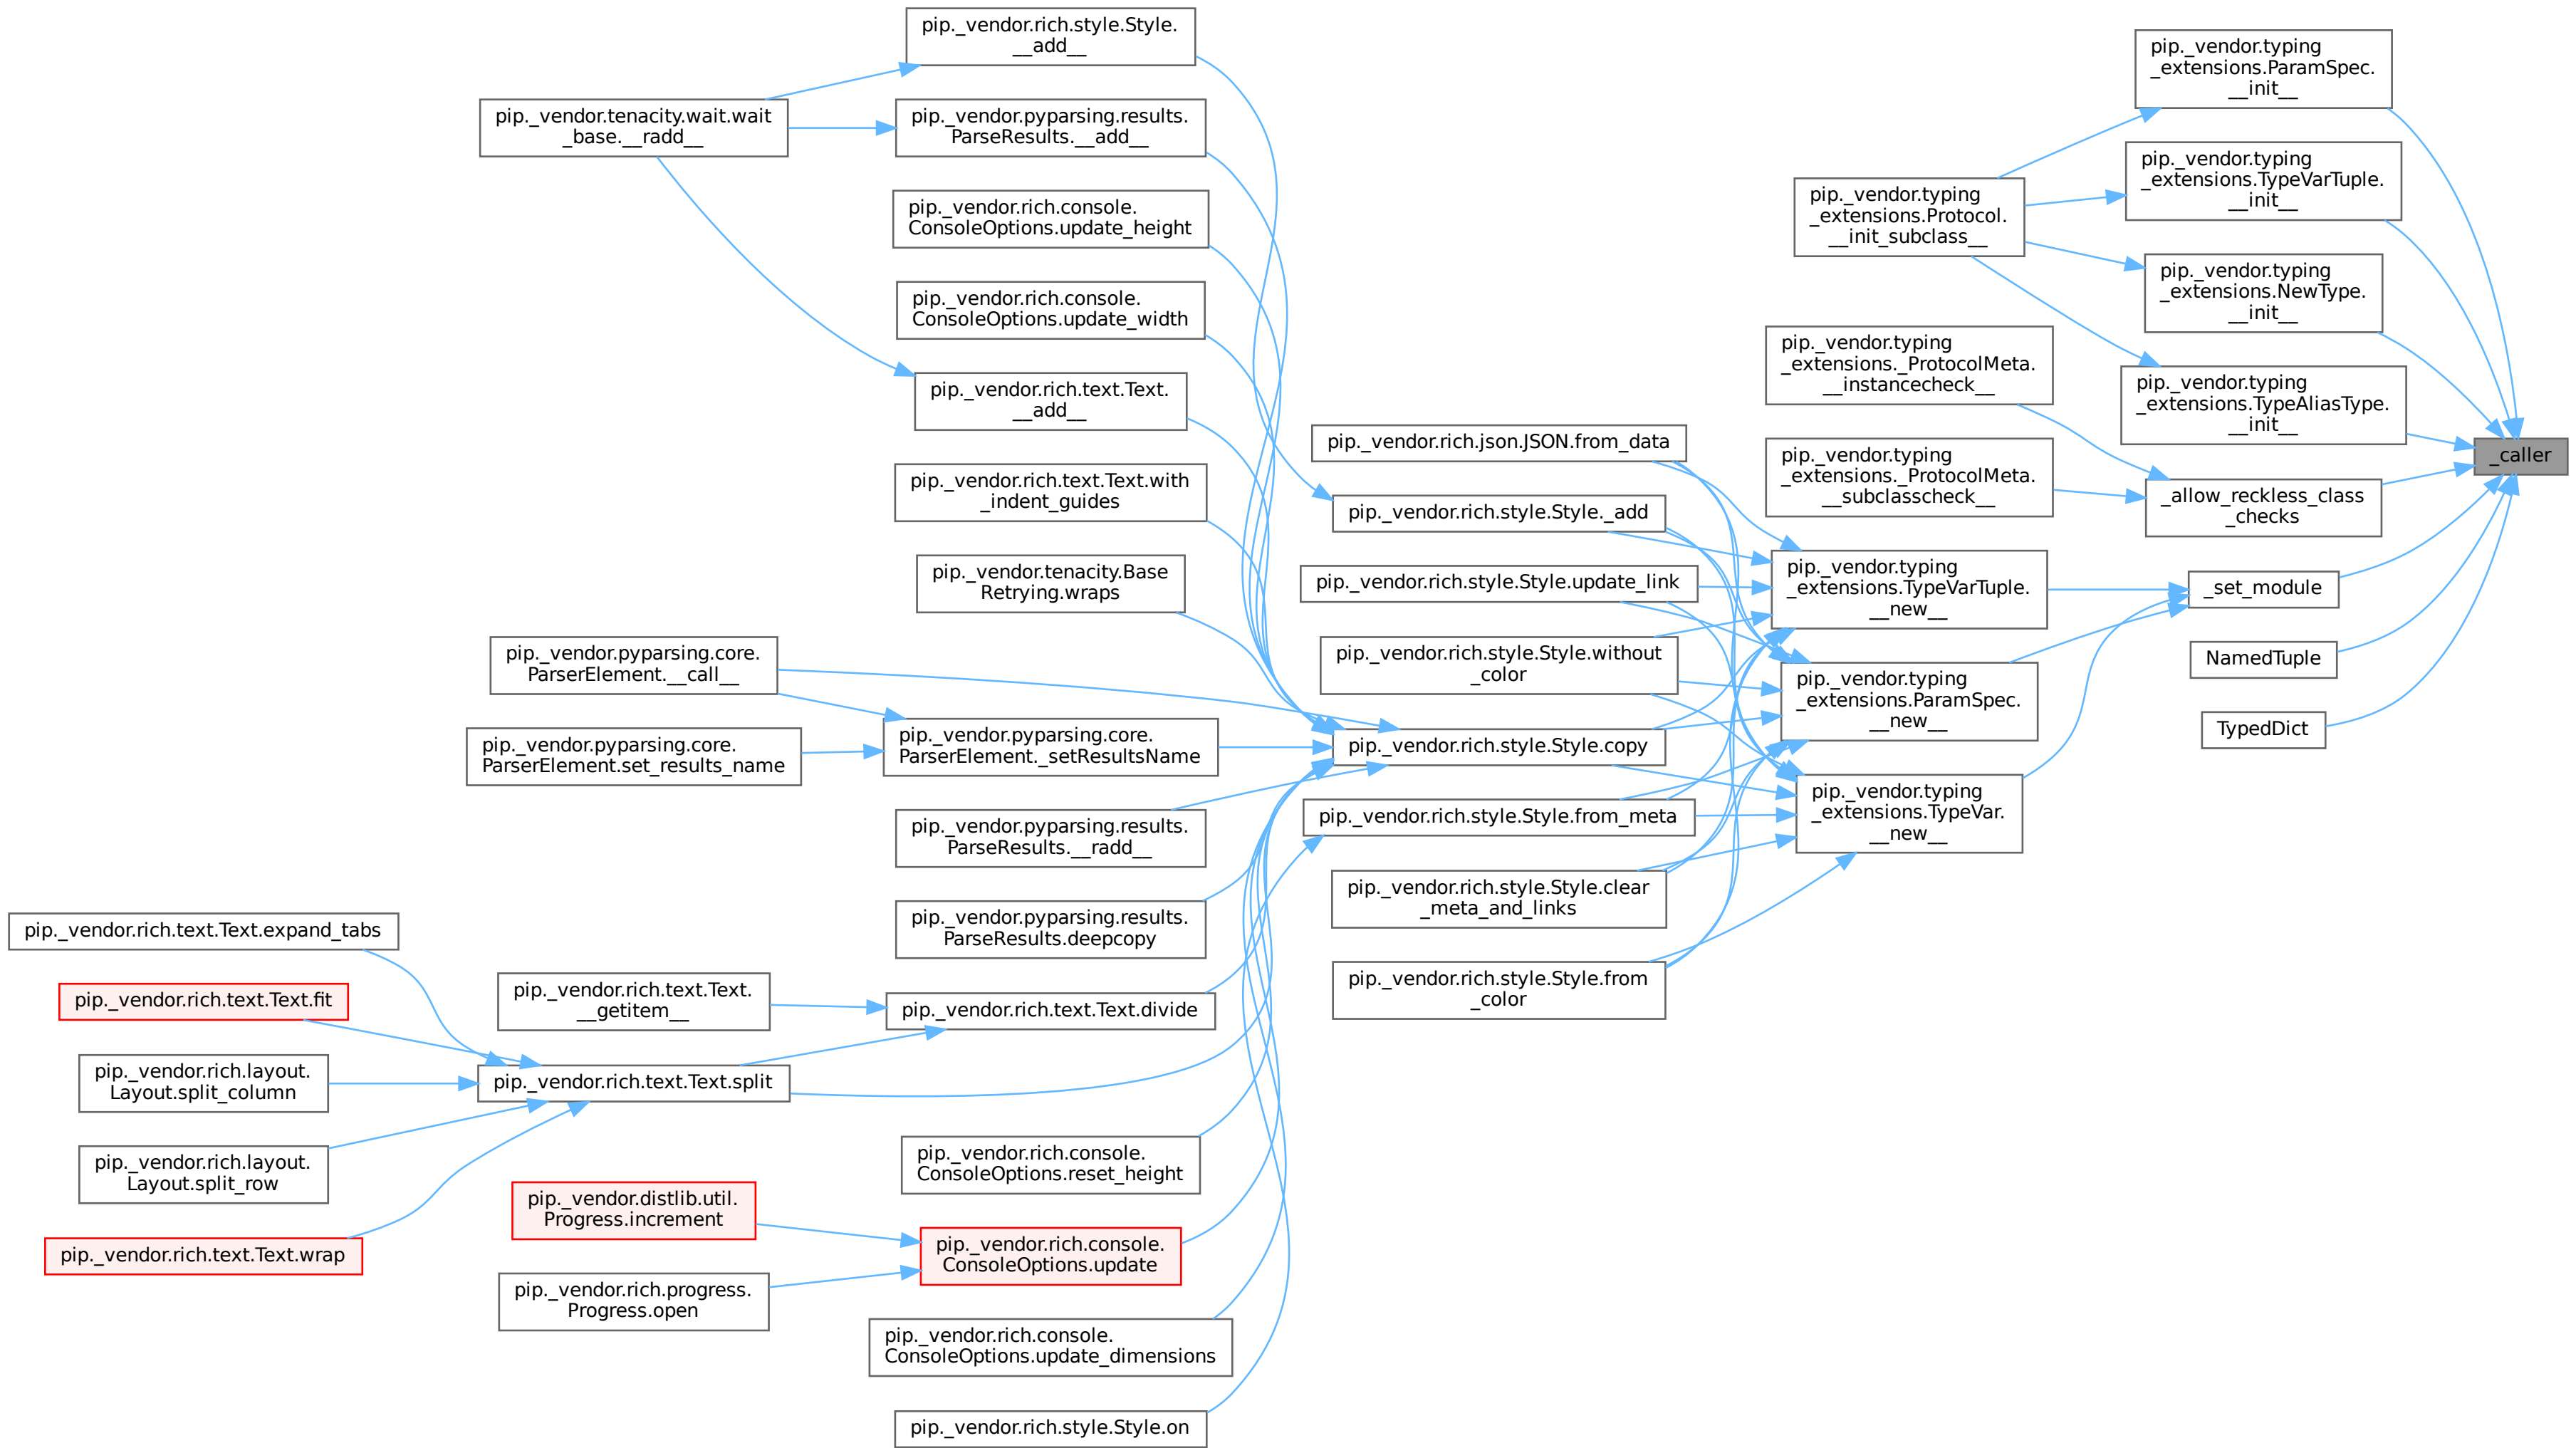 pip._vendor.rich.style.Style.
__add__
pip._vendor.tenacity.wait.wait
_base.__radd__
pip._vendor.pyparsing.results.
ParseResults.__add__
pip._vendor.rich.console.
ConsoleOptions.update_height
pip._vendor.rich.console.
ConsoleOptions.update_width
pip._vendor.rich.text.Text.
__add__
pip._vendor.rich.text.Text.with
_indent_guides
pip._vendor.tenacity.Base
Retrying.wraps
pip._vendor.pyparsing.core.
ParserElement.__call__
pip._vendor.pyparsing.core.
ParserElement.set_results_name
pip._vendor.pyparsing.core.
ParserElement._setResultsName
pip._vendor.pyparsing.results.
ParseResults.__radd__
pip._vendor.pyparsing.results.
ParseResults.deepcopy
pip._vendor.rich.text.Text.expand_tabs
pip._vendor.rich.text.Text.fit
pip._vendor.rich.layout.
Layout.split_column
pip._vendor.rich.layout.
Layout.split_row
pip._vendor.rich.text.Text.wrap
pip._vendor.rich.text.Text.
__getitem__
pip._vendor.rich.text.Text.split
pip._vendor.rich.text.Text.divide
pip._vendor.rich.console.
ConsoleOptions.reset_height
pip._vendor.distlib.util.
Progress.increment
pip._vendor.rich.progress.
Progress.open
pip._vendor.rich.console.
ConsoleOptions.update
pip._vendor.rich.console.
ConsoleOptions.update_dimensions
pip._vendor.rich.style.Style.on
pip._vendor.rich.json.JSON.from_data
pip._vendor.rich.style.Style._add
pip._vendor.rich.style.Style.update_link
pip._vendor.rich.style.Style.without
_color
pip._vendor.rich.style.Style.copy
pip._vendor.rich.style.Style.from_meta
pip._vendor.rich.style.Style.clear
_meta_and_links
pip._vendor.rich.style.Style.from
_color
pip._vendor.typing
_extensions.Protocol.
__init_subclass__
pip._vendor.typing
_extensions._ProtocolMeta.
__instancecheck__
pip._vendor.typing
_extensions._ProtocolMeta.
__subclasscheck__
pip._vendor.typing
_extensions.TypeVarTuple.
__new__
pip._vendor.typing
_extensions.ParamSpec.
__new__
pip._vendor.typing
_extensions.TypeVar.
__new__
pip._vendor.typing
_extensions.ParamSpec.
__init__
pip._vendor.typing
_extensions.TypeVarTuple.
__init__
pip._vendor.typing
_extensions.NewType.
__init__
pip._vendor.typing
_extensions.TypeAliasType.
__init__
_allow_reckless_class
_checks
_set_module
NamedTuple
TypedDict
_caller